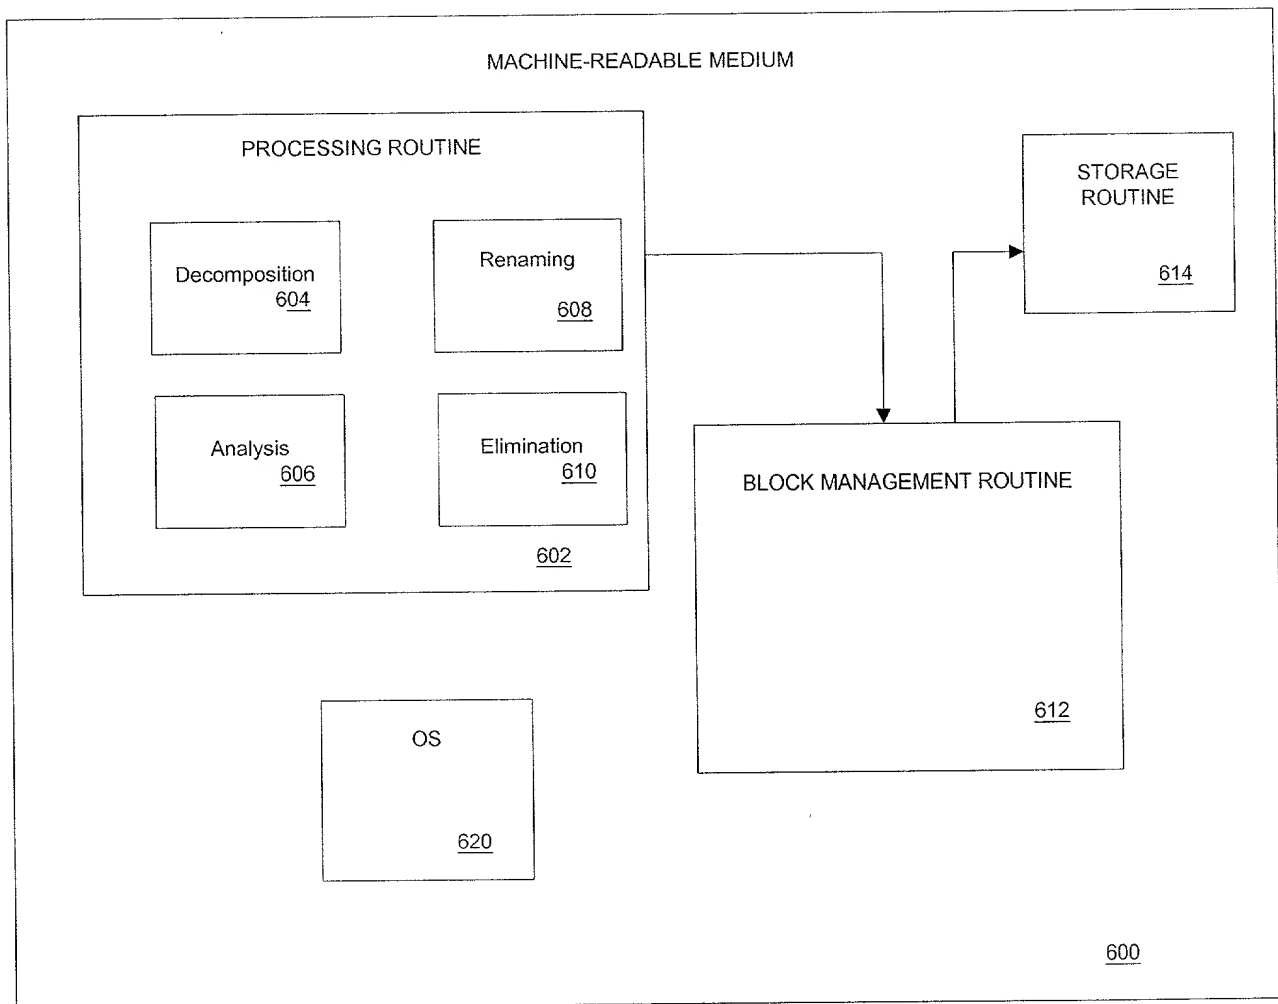 MACHINE-READABLE MEDIUM
PROCESSING ROUTINE
Decomposition
604
Renaming
608
Analysis
606
Elimination
610
602
STORAGE
ROUTINE
614
BLOCK MANAGEMENT ROUTINE
612
OS
620
600